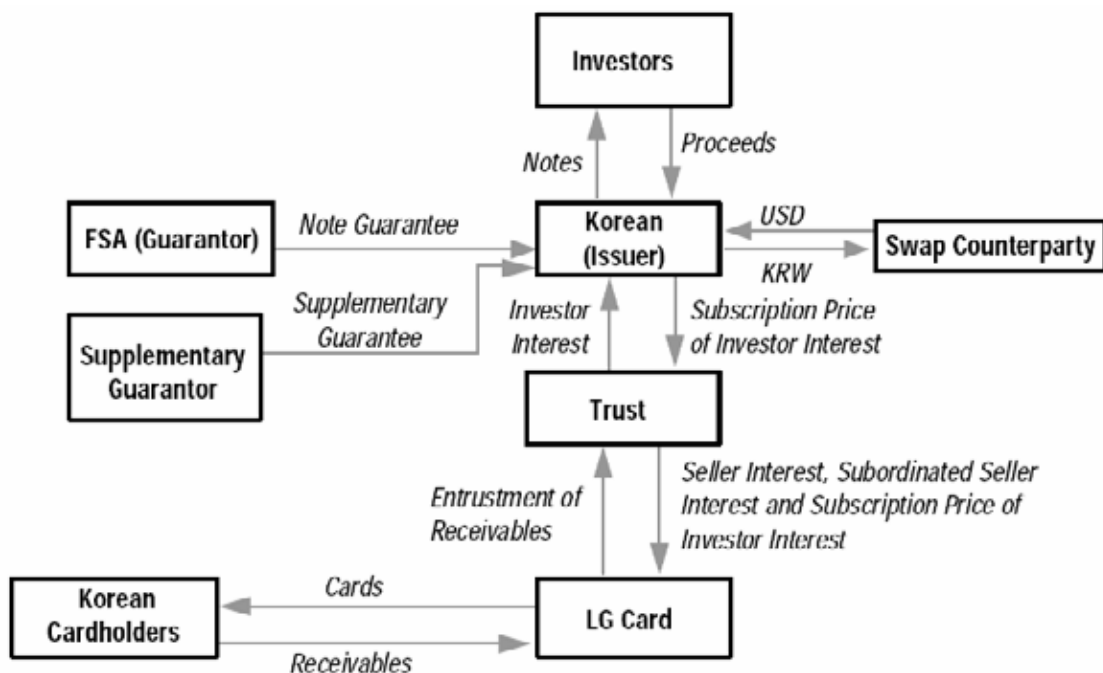 Investors
Notes
Proceeds
FSA (Guarantor)
Note Guarantee
Korean
(Issuer)
USD
KRW
Swap Counterparty
Supplementary
Guarantee
Supplementary
Guarantor
Investor
Interest
Subscription Price
of Investor Interest
Trust
Entrustment of
Receivables
Seller Interest, Subordinated Seller
Interest and Subscription Price of
Investor Interest
Korean
Cardholders
Cards
Receivables
LG Card